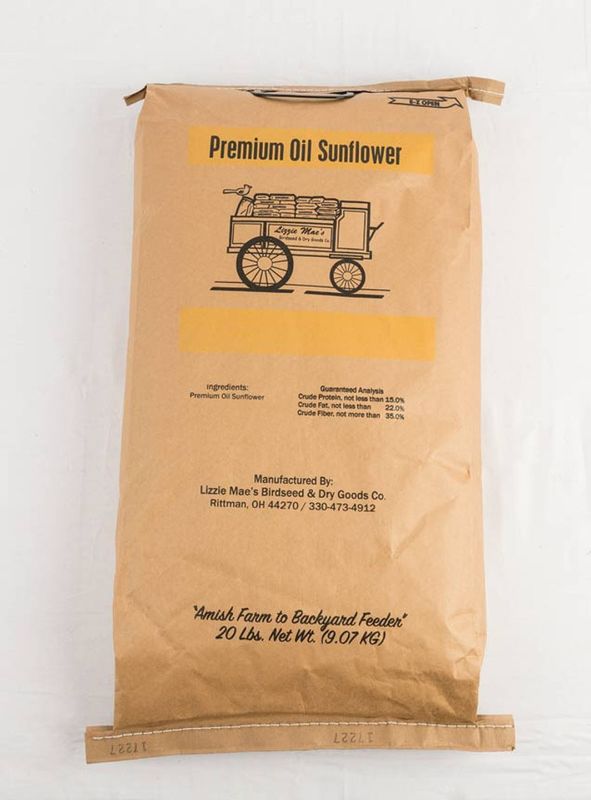 E-Z OPEN
Premium Oil Sunflower
Lizzie Mae's
Birdseed & Dry Goods Co.
Ingredients:
Premium Oil Sunflower
Guaranteed Analysis
Crude Protein, not less than 15.0%
Crude Fat, not less than 22.0%
Crude Fiber, not more than 35.0%
Manufactured By:
Lizzie Mae's Birdseed & Dry Goods Co.
Rittman, OH 44270 / 330-473-4912
"Amish Farm to Backyard Feeder"
20 Lbs. Net Wt. (9.07 KG)
17227 17227